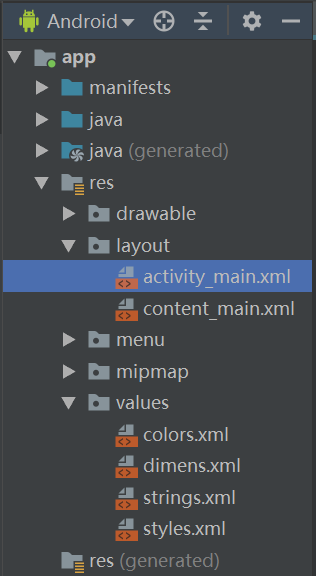 Android
app
manifests
java
java (generated)
res
drawable
layout
activity_main.xml
content_main.xml
menu
mipmap
values
colors.xml
dimens.xml
strings.xml
styles.xml
res (generated)